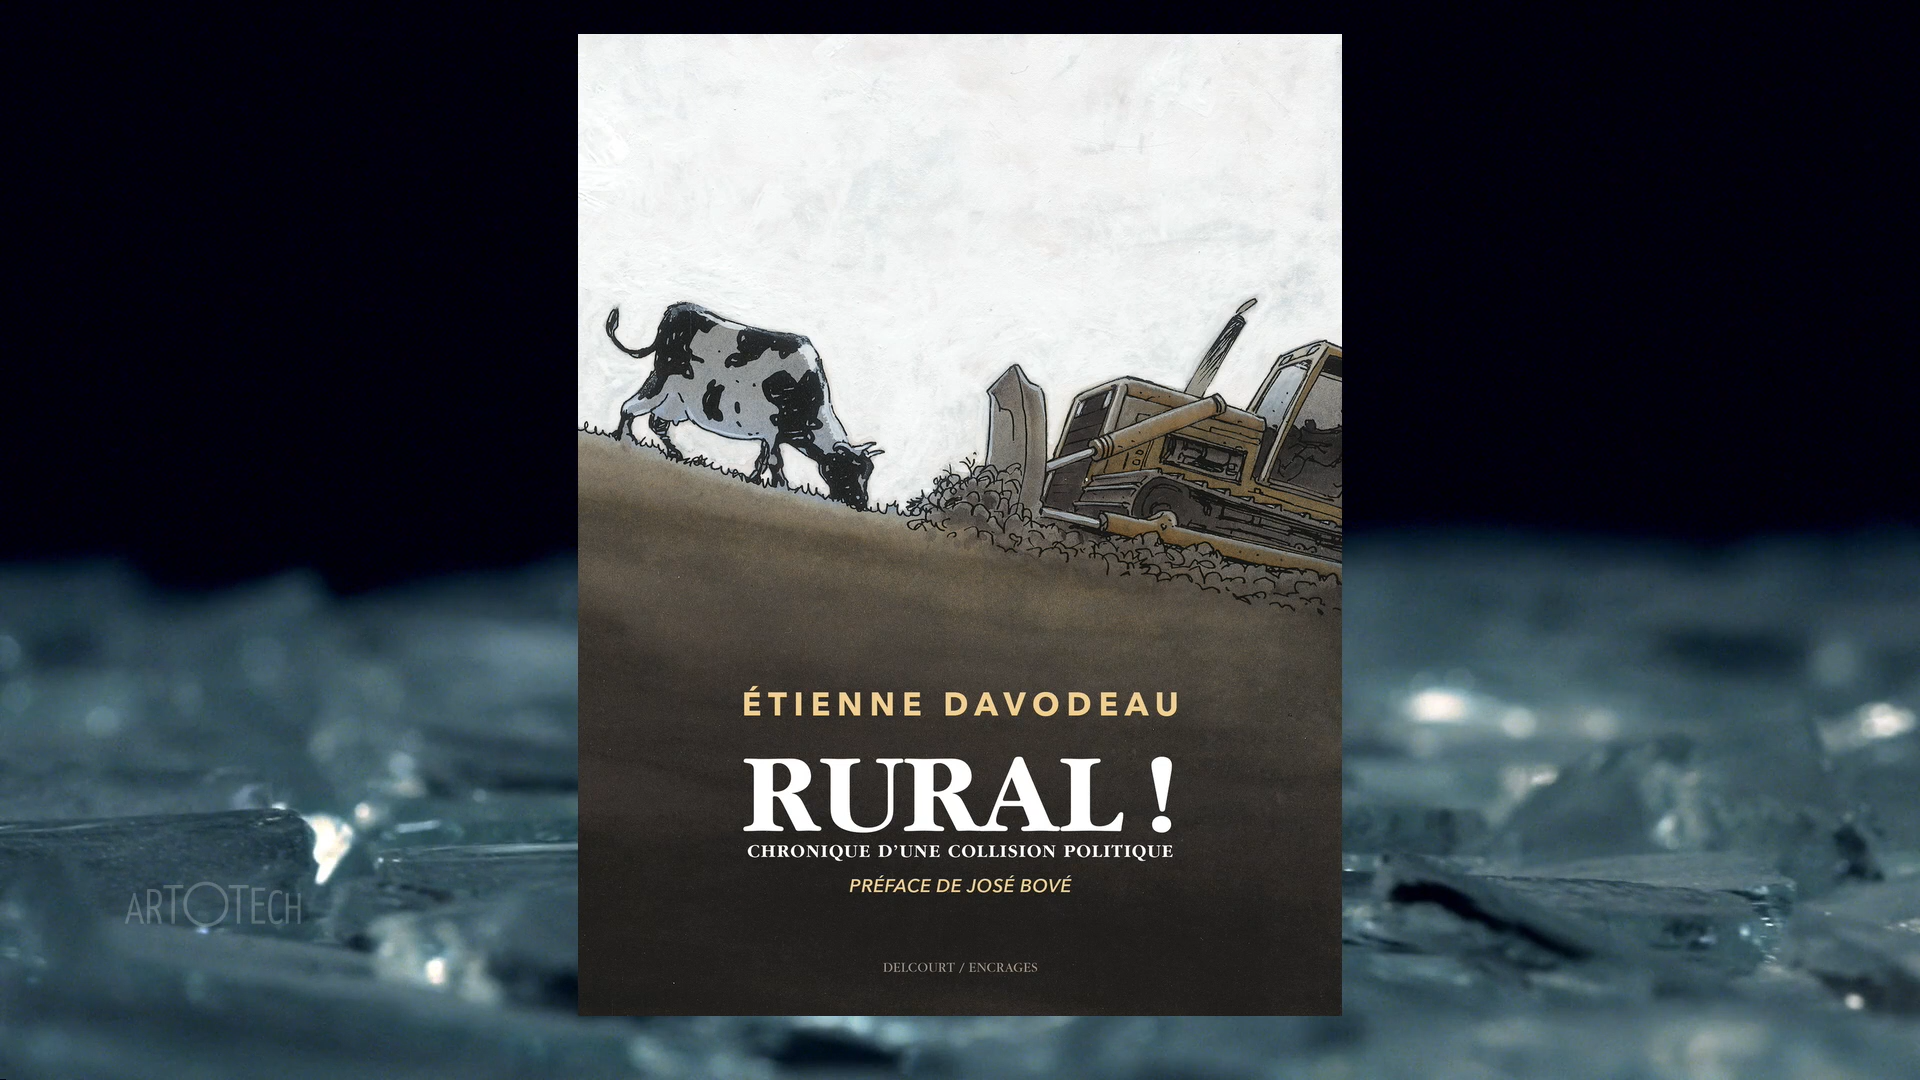 ÉTIENNE DAVODEAU
RURAL !
CHRONIQUE D'UNE COLLISION POLITIQUE
PRÉFACE DE JOSÉ BOVÉ
DELCOURT / ENCRAGES
ARTOTECH